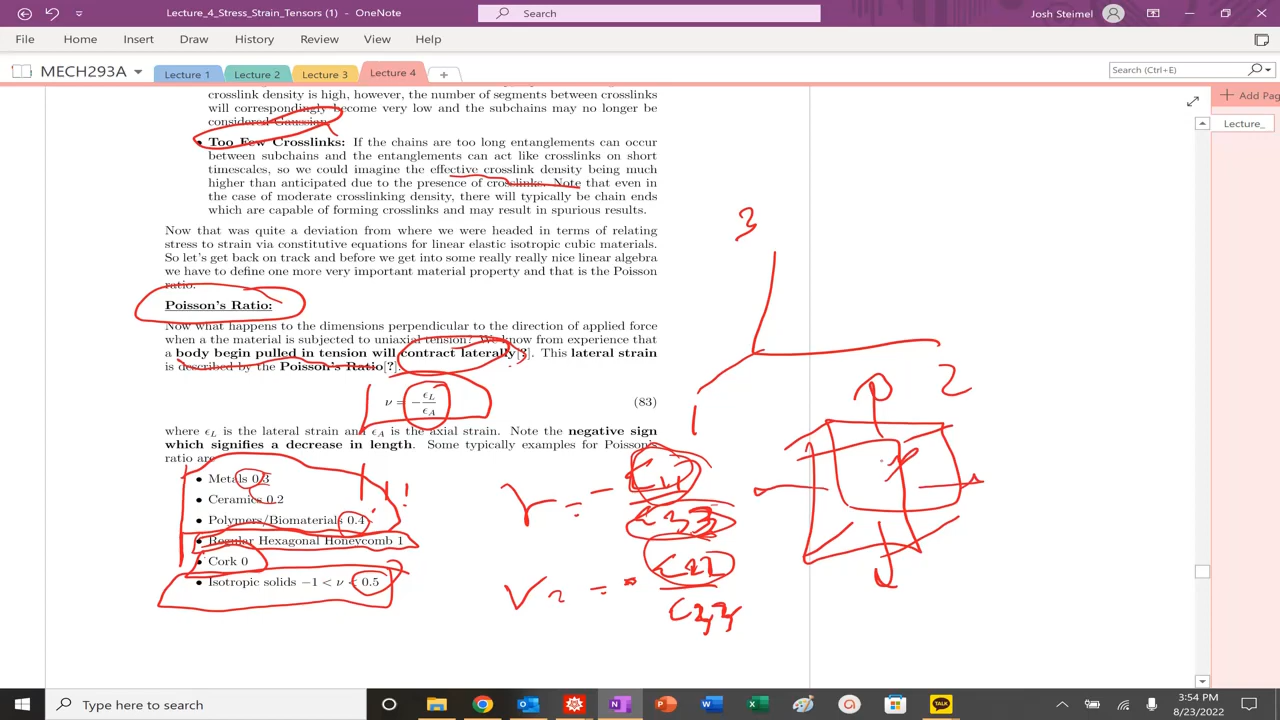 Lecture_4_Stress_Strain_Tensors (1) - OneNote
Search
Josh Steimel
File Home Insert Draw History Review View Help
MECH293A
Lecture 1 Lecture 2 Lecture 3 Lecture 4
Search (Ctrl+E)
Add Pag
Lecture_
crosslink density is high, however, the number of segments between crosslinks
will correspondingly become very low and the subchains may no longer be
considered Gaussian.
• Too Few Crosslinks: If the chains are too long entanglements can occur
between subchains and the entanglements can act like crosslinks on short
timescales, so we could imagine the effective crosslink density being much
higher than anticipated due to the presence of crosslinks. Note that even in
the case of moderate crosslinking density, there will typically be chain ends
which are capable of forming crosslinks and may result in spurious results.
Now that was quite a deviation from where we were headed in terms of relating
stress to strain via constitutive equations for linear elastic isotropic cubic materials.
So let's get back on track and before we get into some really really nice linear algebra
we have to define one more very important material property and that is the Poisson
ratio.
Poisson's Ratio:
Now what happens to the dimensions perpendicular to the direction of applied force
when a the material is subjected to uniaxial tension? We know from experience that
a body begin pulled in tension will contract laterally[?]. This lateral strain
is described by the Poisson's Ratio[?].
ν = −ϵL/ϵA (83)
where ϵL is the lateral strain and ϵA is the axial strain. Note the negative sign
which signifies a decrease in length. Some typically examples for Poisson's
ratio are
• Metals 0.3
• Ceramics 0.2
• Polymers/Biomaterials 0.4
• Regular Hexagonal Honeycomb 1
• Cork 0
• Isotropic solids −1 < ν < 0.5
3
2
1
Type here to search
3:54 PM
8/23/2022